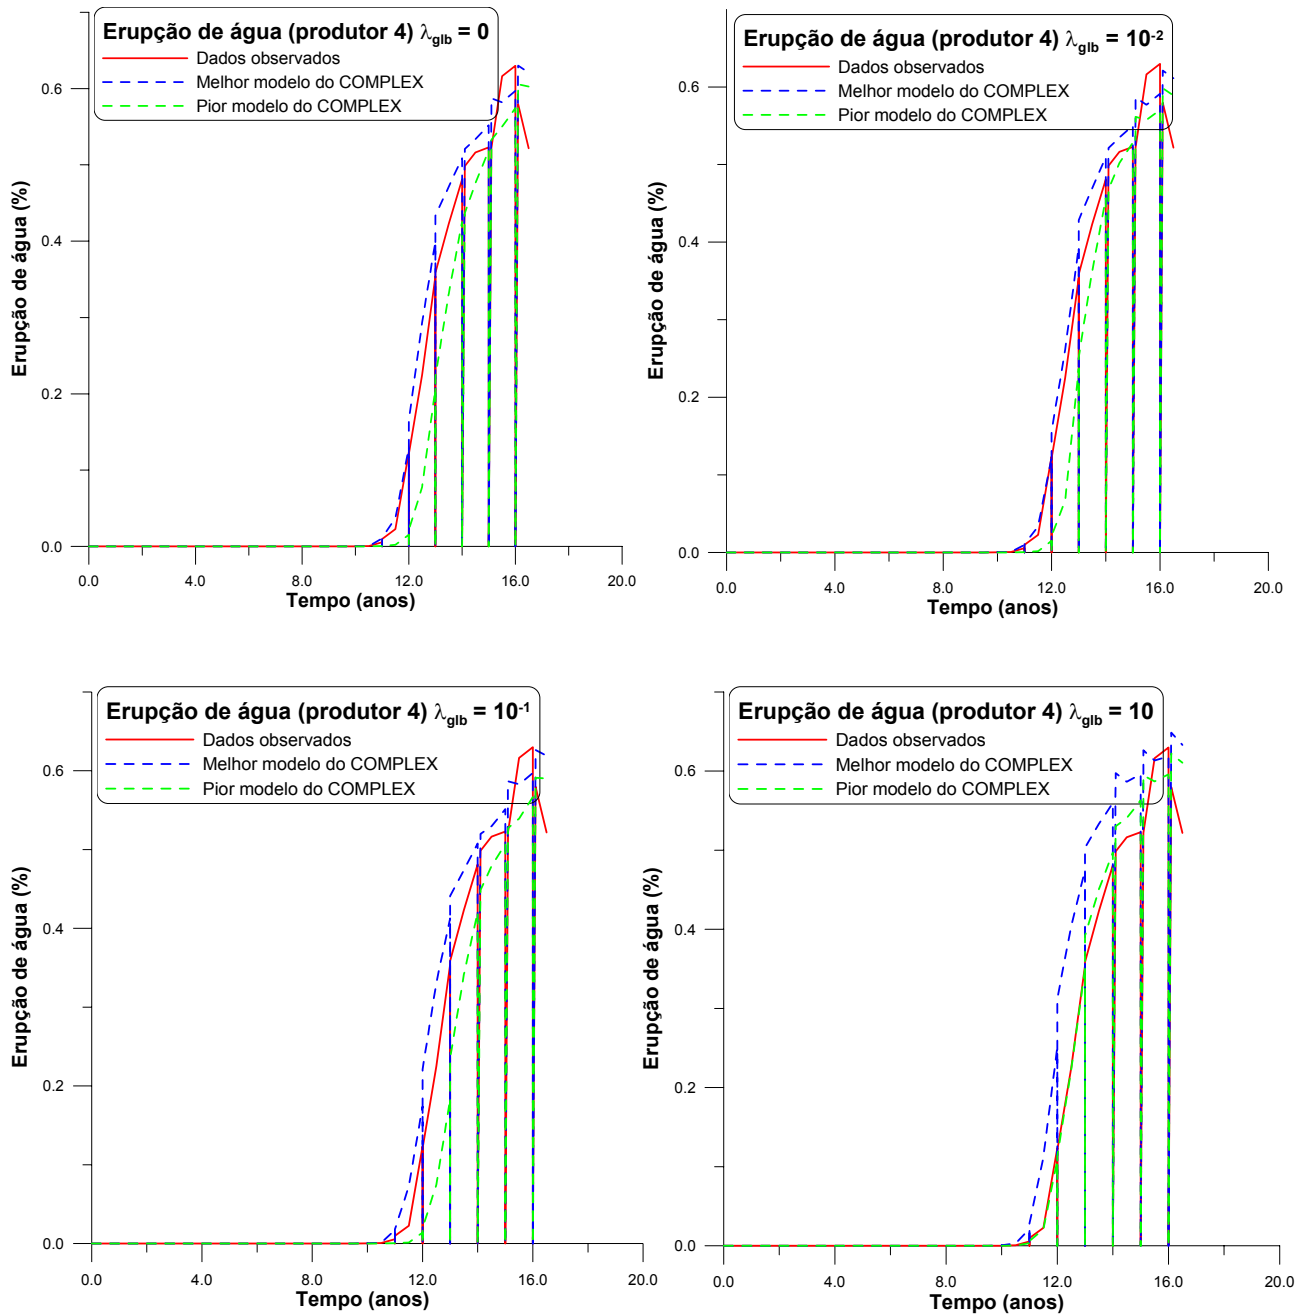 Erupção de água (produtor 4) λglb = 0
Dados observados
Melhor modelo do COMPLEX
Pior modelo do COMPLEX
0.6
0.4
0.2
0.0
Erupção de água (%)
0.0 4.0 8.0 12.0 16.0 20.0
Tempo (anos)
Erupção de água (produtor 4) λglb = 10-2
Dados observados
Melhor modelo do COMPLEX
Pior modelo do COMPLEX
0.6
0.4
0.2
0.0
Erupção de água (%)
0.0 4.0 8.0 12.0 16.0 20.0
Tempo (anos)
Erupção de água (produtor 4) λglb = 10-1
Dados observados
Melhor modelo do COMPLEX
Pior modelo do COMPLEX
0.6
0.4
0.2
0.0
Erupção de água (%)
0.0 4.0 8.0 12.0 16.0 20.0
Tempo (anos)
Erupção de água (produtor 4) λglb = 10
Dados observados
Melhor modelo do COMPLEX
Pior modelo do COMPLEX
0.6
0.4
0.2
0.0
Erupção de água (%)
0.0 4.0 8.0 12.0 16.0 20.0
Tempo (anos)